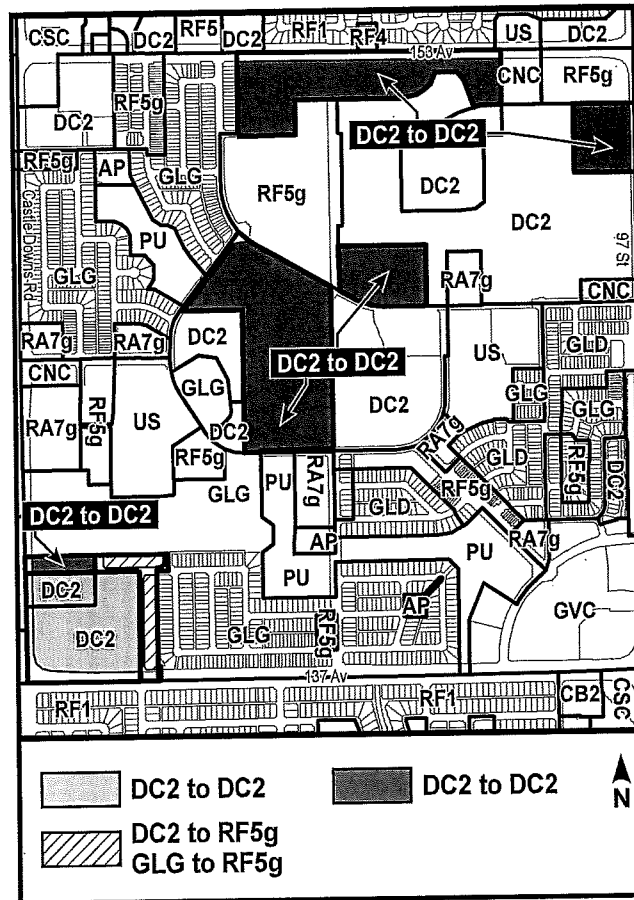 CSC
DC2
RF5
DC2
RF1
RF4
US
DC2
153 Av
CNC
RF5g
RF5g
DC2
DC2 to DC2
RF5g
AP
GLG
RF5g
DC2
DC2
PU
Castle Downs Rd
GLG
97 St
RA7g
CNC
RA7g
RA7g
DC2
US
GLD
DC2 to DC2
CNC
GLG
DC2
GLG
GLG
RA7g
RF5g
US
DC2
RA7g
RF5g
GLD
RF5g
DC2
GLG
PU
RA7g
GLD
RF5g
DC2 to DC2
AP
RA7g
PU
DC2
PU
AP
GVC
DC2
GLG
RF5g
137 Av
RF1
RF1
CB2
CSC
DC2 to DC2
DC2 to DC2
N
DC2 to RF5g
GLG to RF5g